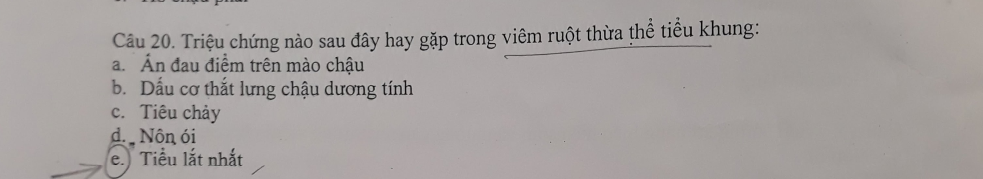 Câu 20. Triệu chứng nào sau đây hay gặp trong viêm ruột thừa thể tiểu khung:
a. Ấn đau điểm trên mào chậu
b. Dấu cơ thắt lưng chậu dương tính
c. Tiêu chảy
d. Nôn ói
e. Tiểu lắt nhắt